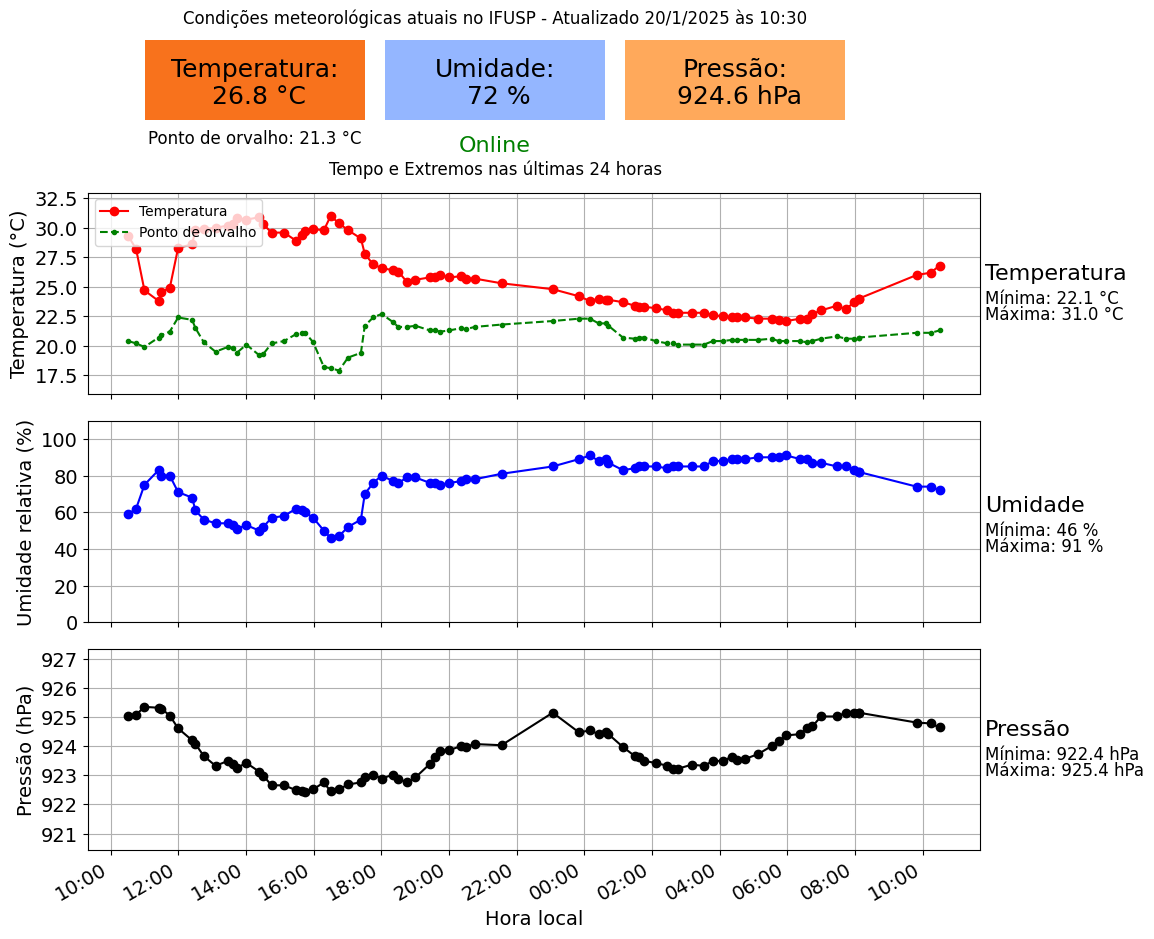 Condições meteorológicas atuais no IFUSP - Atualizado 20/1/2025 às 10:30
Temperatura:
26.8 °C
Umidade:
72 %
Pressão:
924.6 hPa
Ponto de orvalho: 21.3 °C
Online
Tempo e Extremos nas últimas 24 horas
Temperatura (°C)
32.5
30.0
27.5
25.0
22.5
20.0
17.5
Temperatura
Ponto de orvalho
Temperatura
Mínima: 22.1 °C
Máxima: 31.0 °C
Umidade relativa (%)
100
80
60
40
20
0
Umidade
Mínima: 46 %
Máxima: 91 %
Pressão (hPa)
927
926
925
924
923
922
921
Pressão
Mínima: 922.4 hPa
Máxima: 925.4 hPa
10:00
12:00
14:00
16:00
18:00
20:00
22:00
00:00
02:00
04:00
06:00
08:00
10:00
Hora local